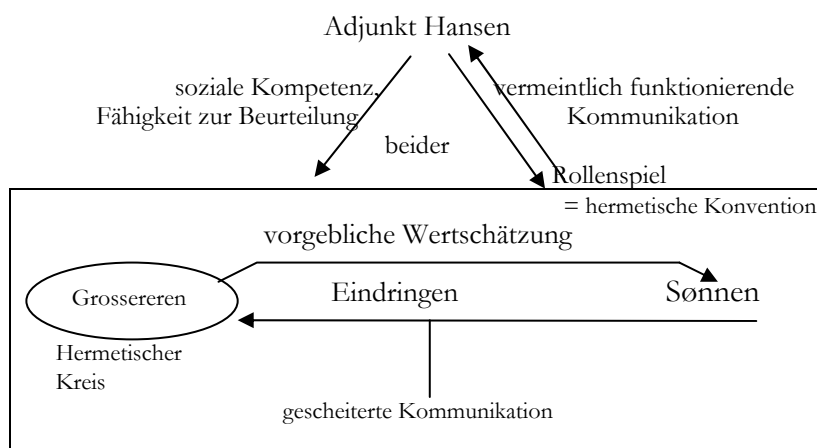 Adjunkt Hansen
soziale Kompetenz,
Fähigkeit zur Beurteilung
beider
vermeintlich funktionierende
Kommunikation
Rollenspiel
= hermetische Konvention
vorgebliche Wertschätzung
Grossereren
Eindringen
Sønnen
Hermetischer
Kreis
gescheiterte Kommunikation